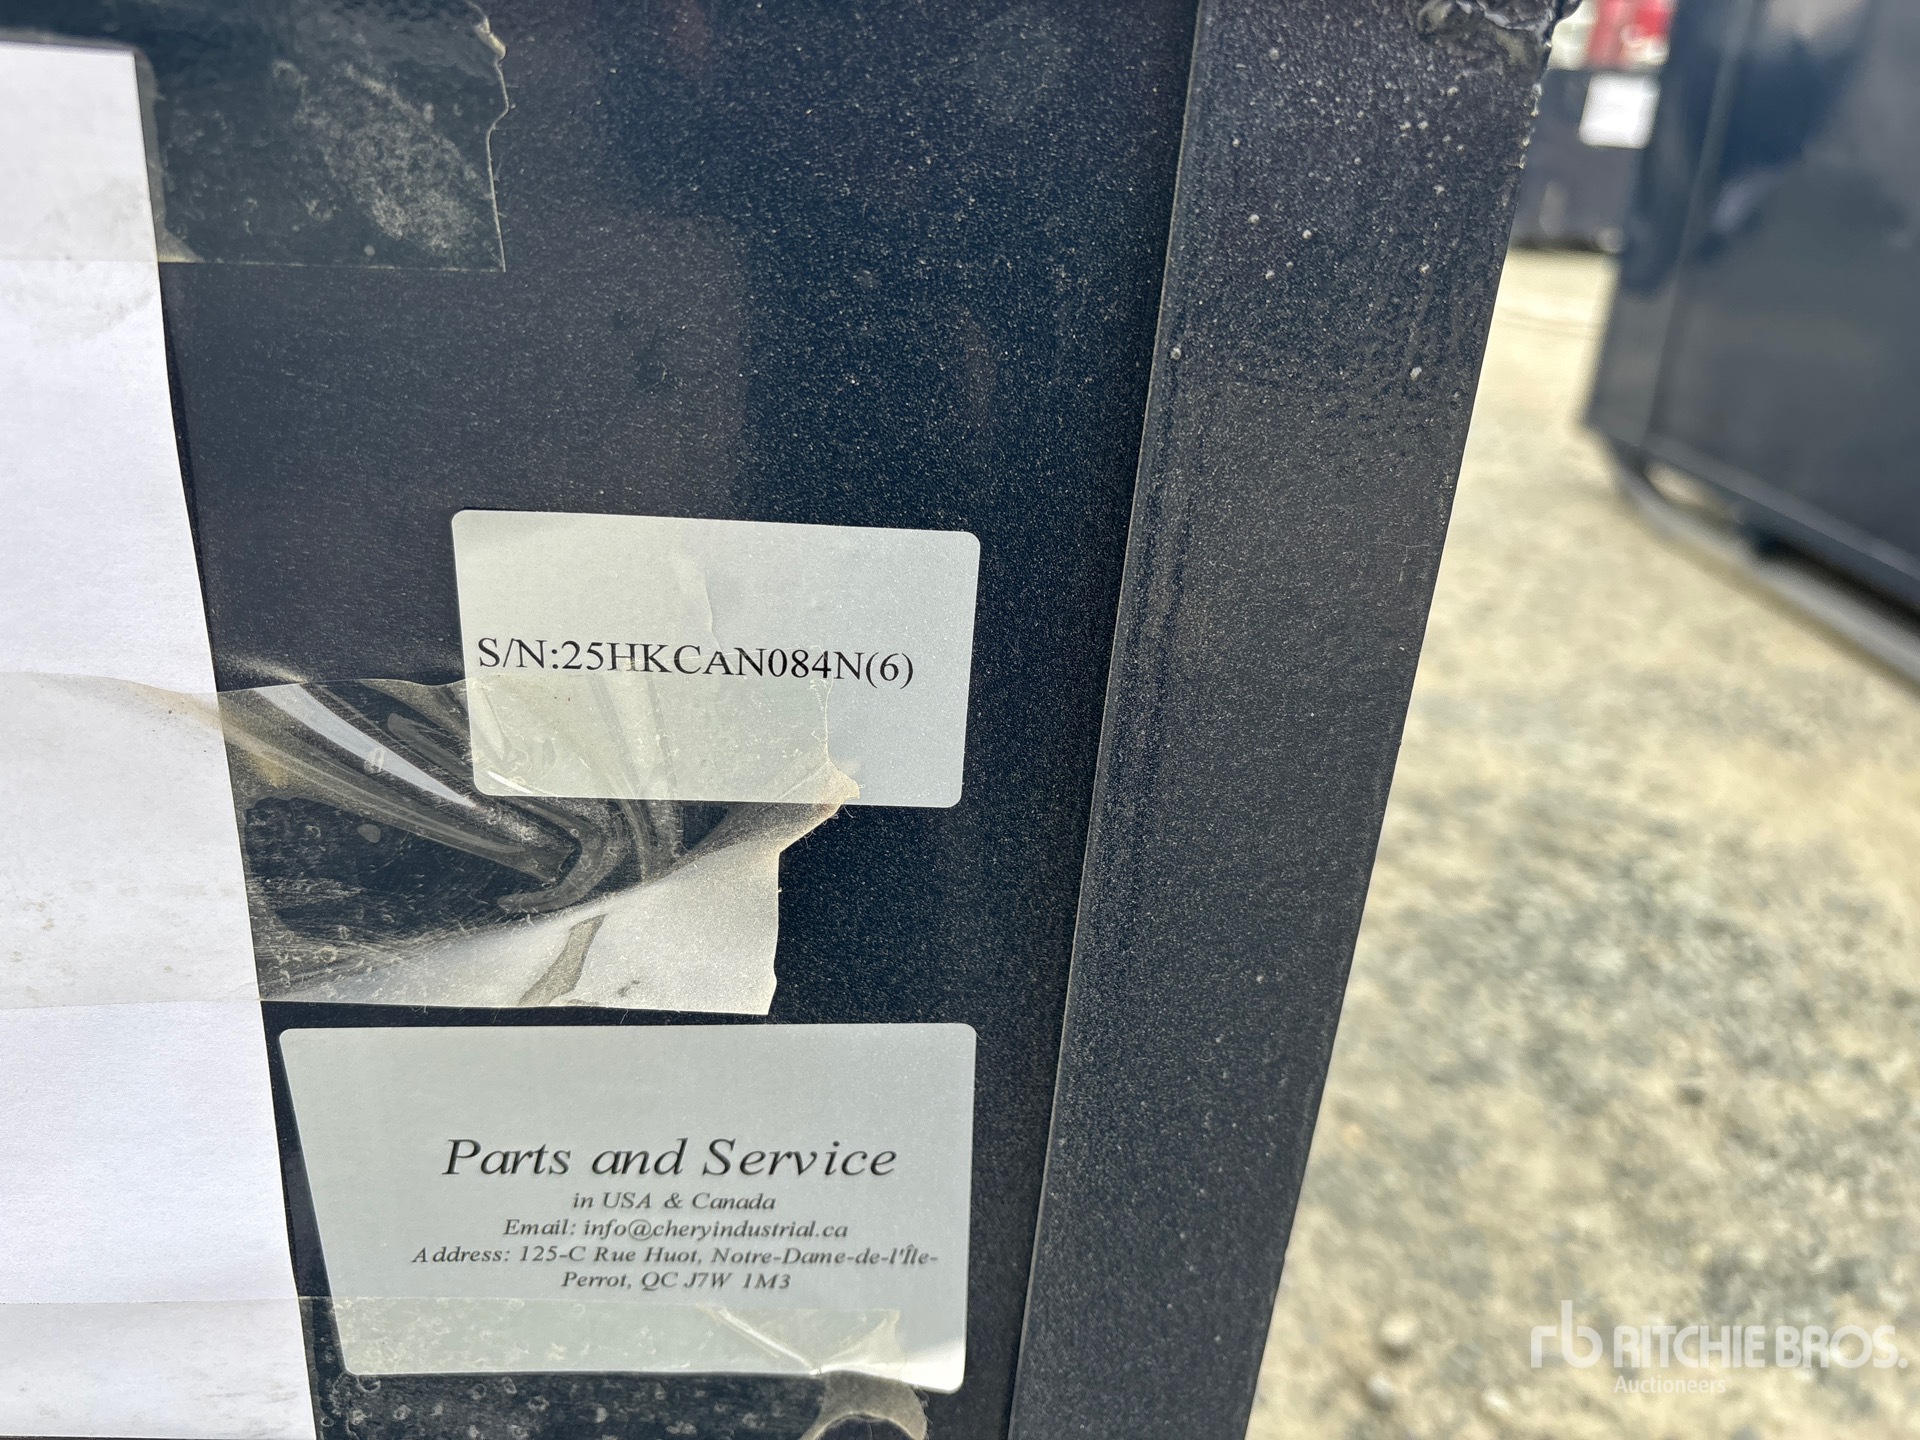 S/N:25HKCAN084N(6)
Parts and Service
in USA & Canada
Email: info@cheryindustrial.ca
Address: 125-C Rue Huot, Notre-Dame-de-l'Île-
Perrot, QC J7W 1M3
rb RITCHIE BROS.
Auctioneers